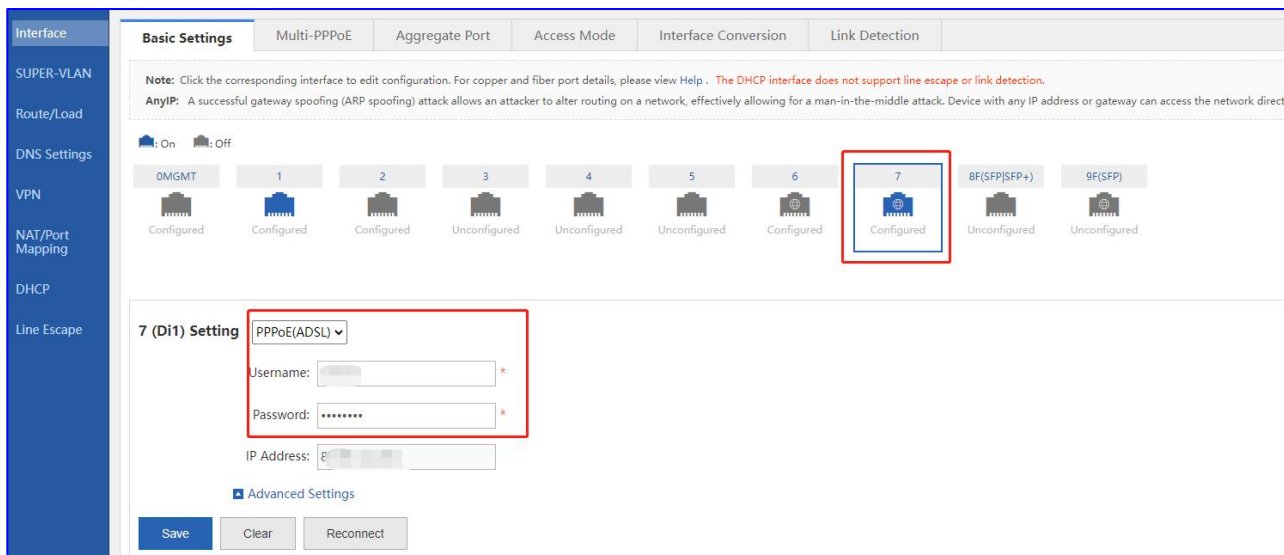 Interface
SUPER-VLAN
Route/Load
DNS Settings
VPN
NAT/Port
Mapping
DHCP
Line Escape
Basic Settings Multi-PPPoE Aggregate Port Access Mode Interface Conversion Link Detection
Note: Click the corresponding interface to edit configuration. For copper and fiber port details, please view Help . The DHCP interface does not support line escape or link detection.
AnyIP: A successful gateway spoofing (ARP spoofing) attack allows an attacker to alter routing on a network, effectively allowing for a man-in-the-middle attack. Device with any IP address or gateway can access the network direct
: On : Off
0MGMT 1 2 3 4 5 6 7 8F(SFP|SFP+) 9F(SFP)
Configured Configured Configured Unconfigured Unconfigured Unconfigured Configured Configured Unconfigured Unconfigured
7 (Di1) Setting PPPoE(ADSL)
Username: *
Password: •••••••• *
IP Address:
Advanced Settings
Save Clear Reconnect